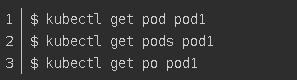 1 $ kubectl get pod pod1
2 $ kubectl get pods pod1
3 $ kubectl get po pod1